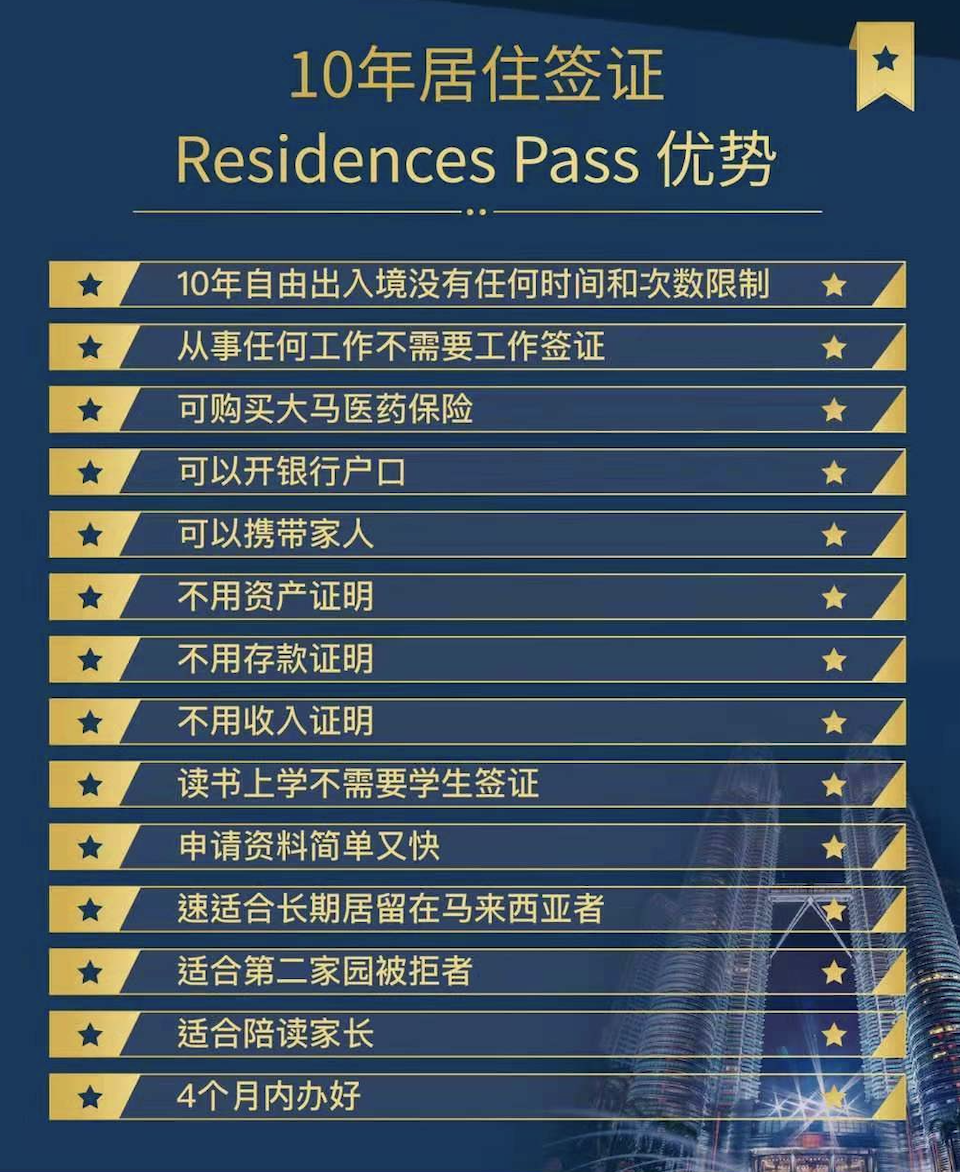 10年居住签证
Residences Pass 优势
10年自由出入境没有任何时间和次数限制
从事任何工作不需要工作签证
可购买大马医药保险
可以开银行户口
可以携带家人
不用资产证明
不用存款证明
不用收入证明
读书上学不需要学生签证
申请资料简单又快
速适合长期居留在马来西亚者
适合第二家园被拒者
适合陪读家长
4个月内办好